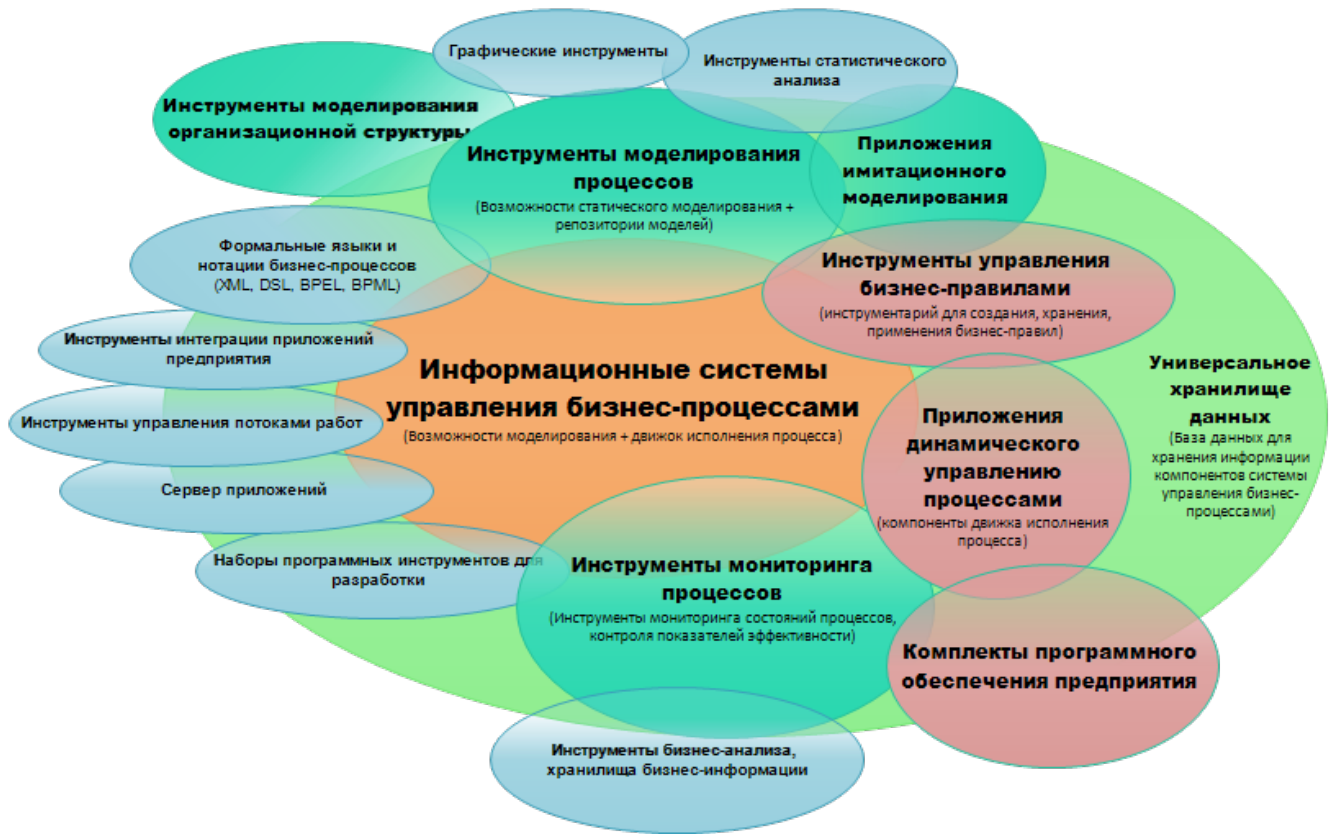 Графические инструменты
Инструменты статистического
анализа
Инструменты моделирования
организационной структуры
Инструменты моделирования
процессов
(Возможности статического моделирования +
репозитории моделей)
Приложения
имитационного
моделирования
Формальные языки и
нотации бизнес-процессов
(XML, DSL, BPEL, BPML)
Инструменты управления
бизнес-правилами
(инструментарий для создания, хранения,
применения бизнес-правил)
Инструменты интеграции приложений
предприятия
Информационные системы
управления бизнес-процессами
(Возможности моделирования + движок исполнения процесса)
Универсальное
хранилище
данных
(База данных для
хранения информации
компонентов системы
управления бизнес-
процессами)
Инструменты управления потоками работ
Приложения
динамического
управлению
процессами
(компоненты движка исполнения
процесса)
Сервер приложений
Наборы программных инструментов для
разработки
Инструменты мониторинга
процессов
(Инструменты мониторинга состояний процессов,
контроля показателей эффективности)
Комплекты программного
обеспечения предприятия
Инструменты бизнес-анализа,
хранилища бизнес-информации